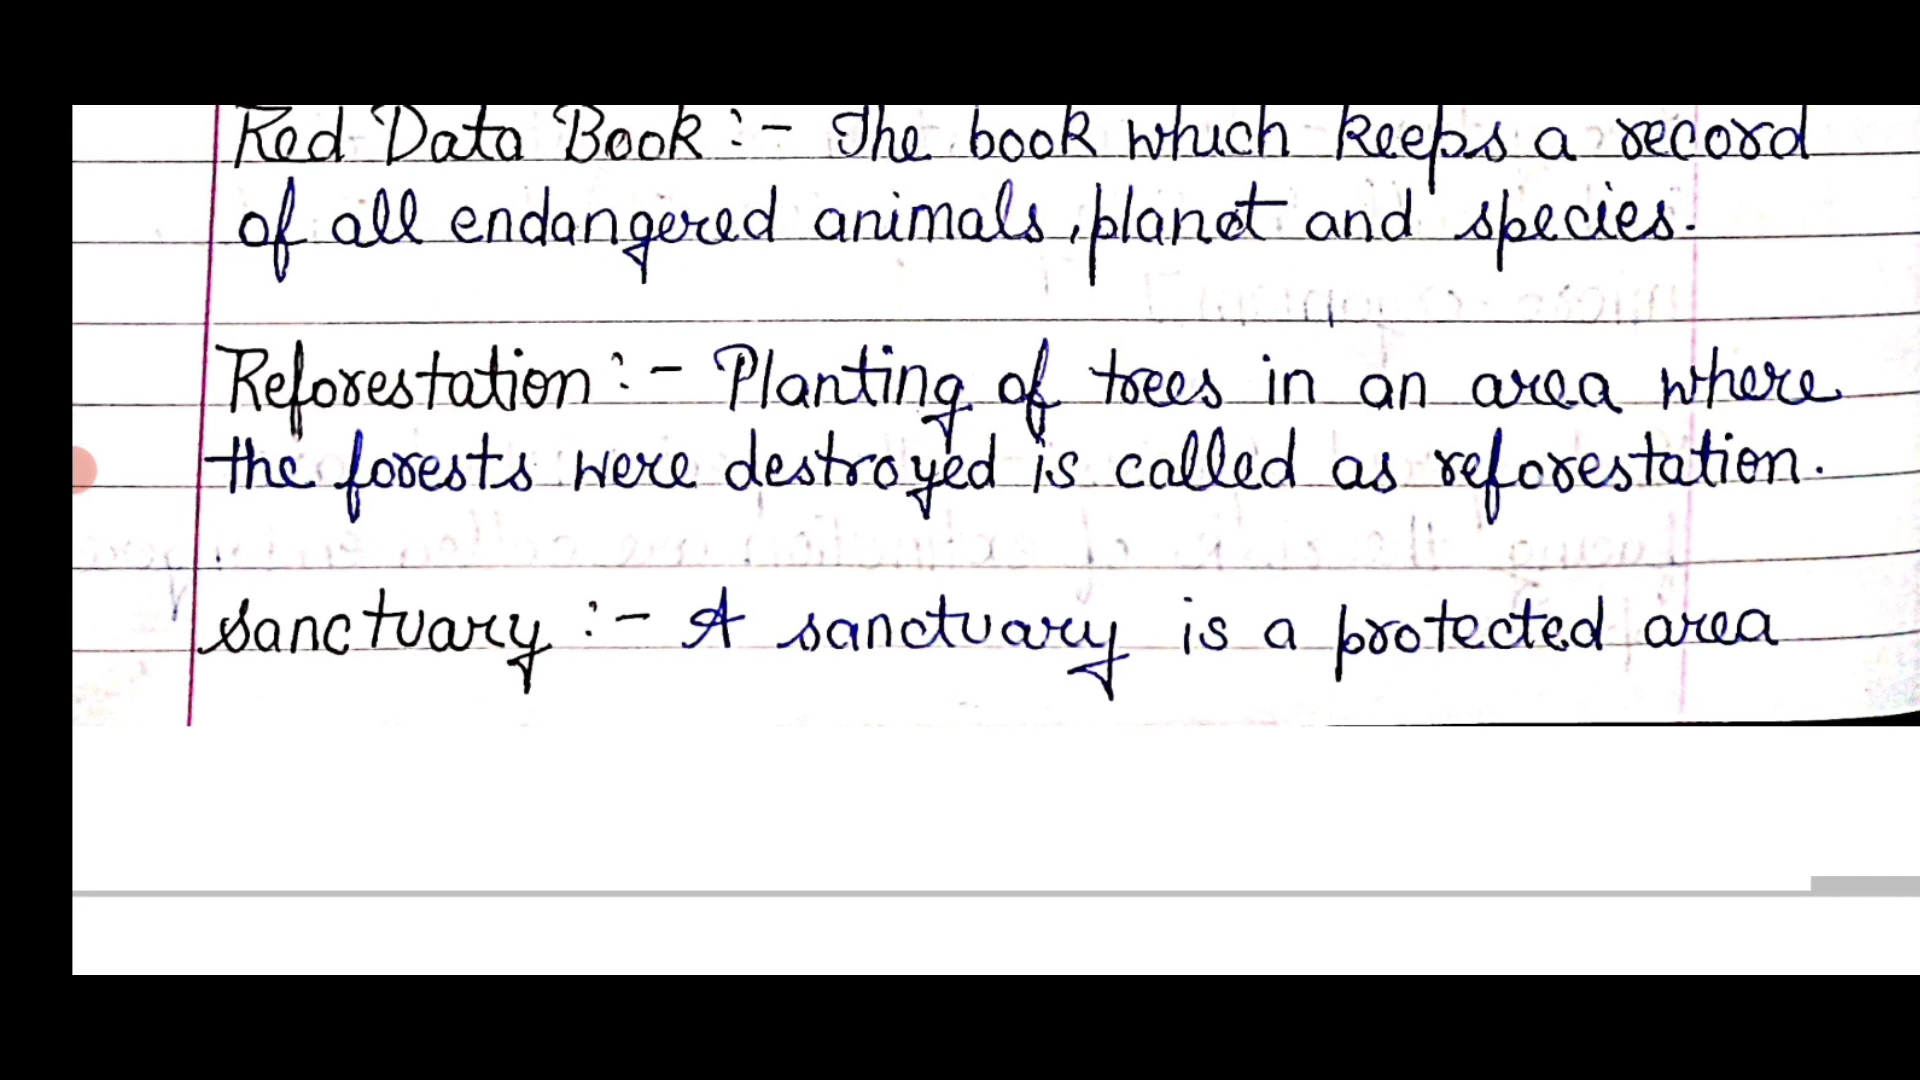 Red Data Book :- The book which keeps a record
of all endangered animals, planet and species.
Reforestation :- Planting of trees in an area where
the forests were destroyed is called as reforestation.
Sanctuary :- A sanctuary is a protected area